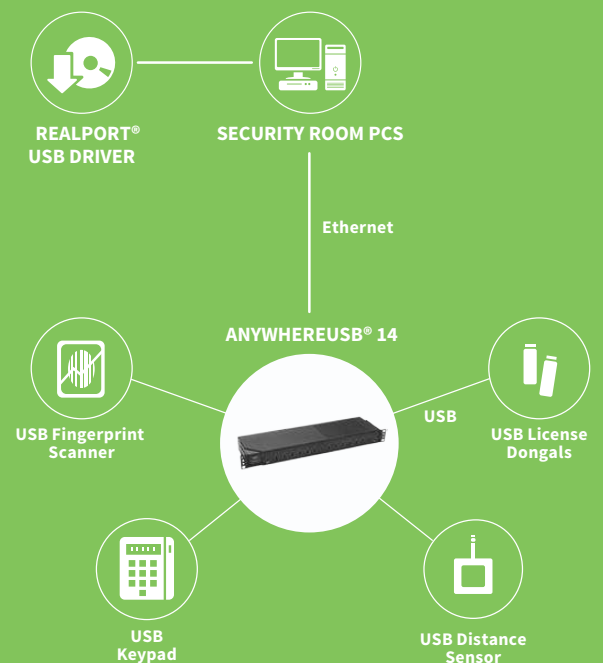 REALPORT®
USB DRIVER
SECURITY ROOM PCS
Ethernet
ANYWHEREUSB® 14
USB
USB Fingerprint
Scanner
USB License
Dongals
USB
Keypad
USB Distance
Sensor